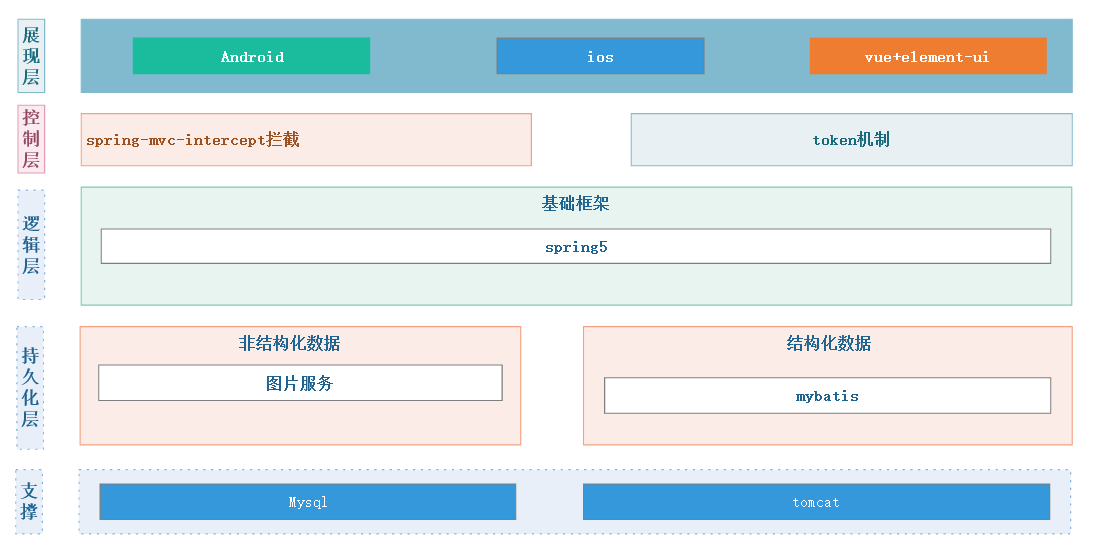 展现层
Android
ios
vue+element-ui
控制层
spring-mvc-intercept拦截
token机制
逻辑层
基础框架
spring5
持久化层
非结构化数据
图片服务
结构化数据
mybatis
支撑
Mysql
tomcat